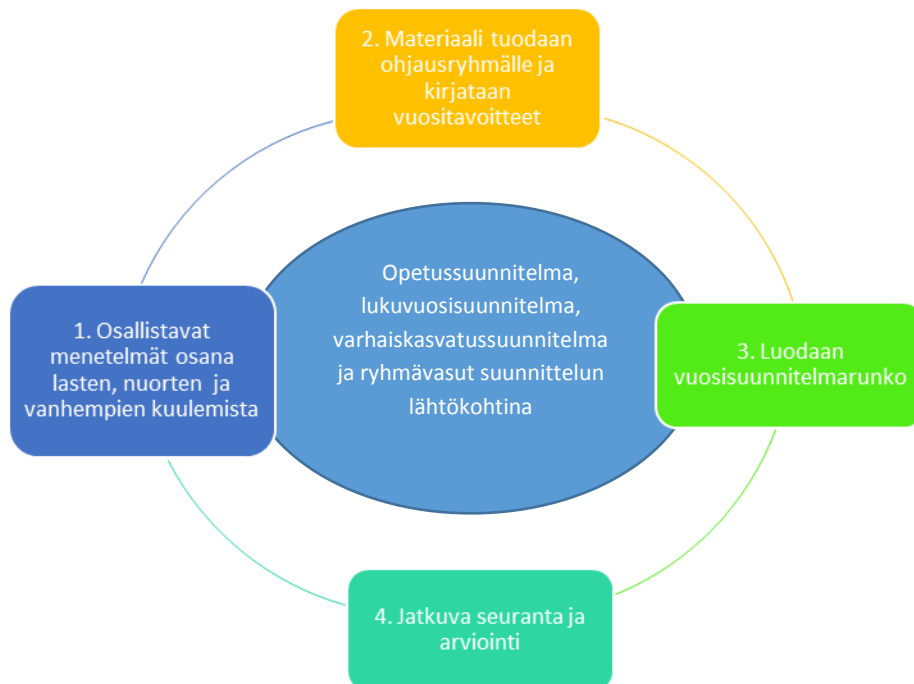 2. Materiaali tuodaan
ohjausryhmälle ja
kirjataan
vuositavoitteet
Opetussuunnitelma,
lukuvuosisuunnitelma,
varhaiskasvatussuunnitelma
ja ryhmävasut suunnittelun
lähtökohtina
1. Osallistavat
menetelmät osana
lasten, nuorten ja
vanhempien kuulemista
3. Luodaan
vuosisuunnitelmarunko
4. Jatkuva seuranta ja
arviointi